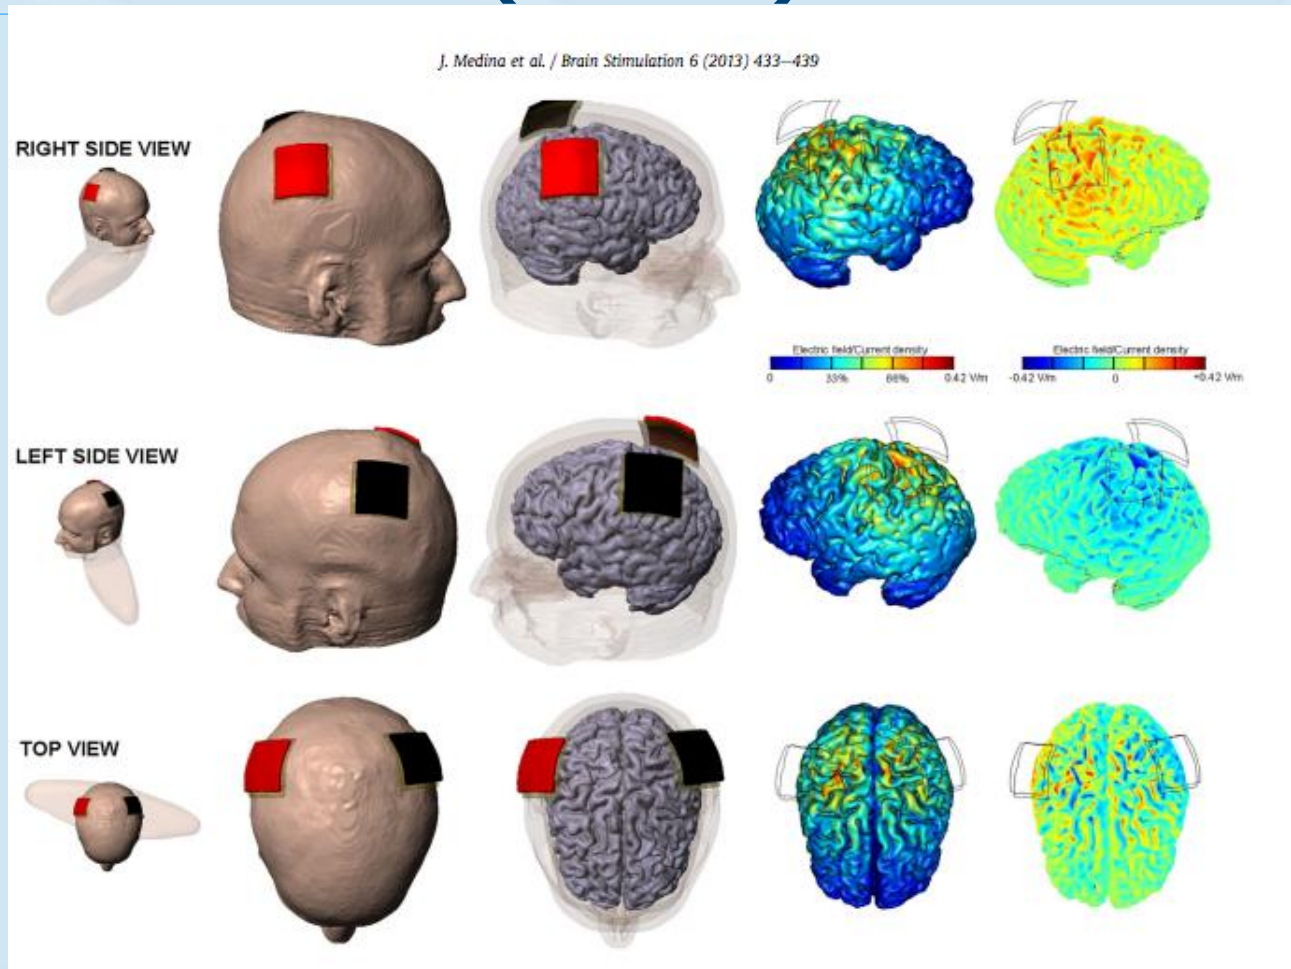 J. Medina et al. / Brain Stimulation 6 (2013) 433–439
RIGHT SIDE VIEW
Electric field/Current density
0 33% 66% 0.42 V/m
Electric field/Current density
-0.42 V/m 0 +0.42 V/m
LEFT SIDE VIEW
TOP VIEW